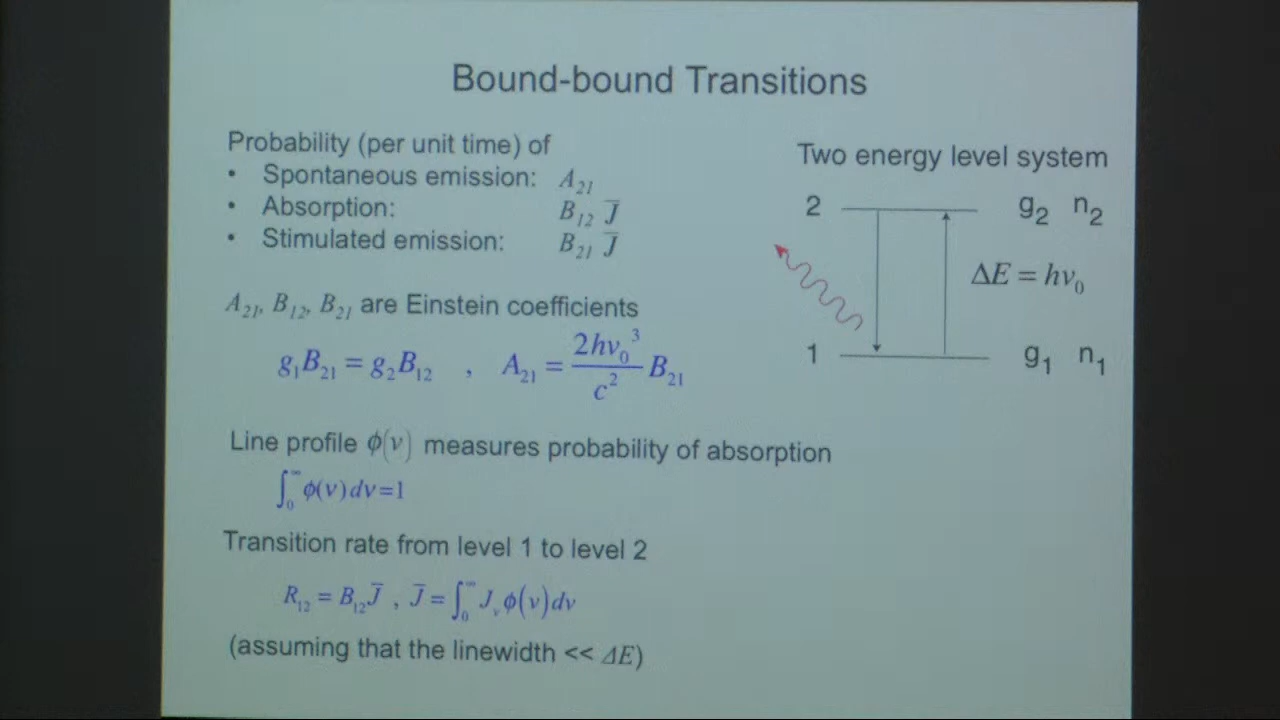 Bound-bound Transitions
Probability (per unit time) of
• Spontaneous emission: A₂₁
• Absorption: B₁₂ J̅
• Stimulated emission: B₂₁ J̅
A₂₁, B₁₂, B₂₁ are Einstein coefficients
g₁B₂₁ = g₂B₁₂ , A₂₁ = 2hν₀³/c² B₂₁
Line profile ϕ(ν) measures probability of absorption
∫₀^∞ ϕ(ν)dν=1
Transition rate from level 1 to level 2
R₁₂ = B₁₂J̅ , J̅ = ∫₀^∞ Jᵥ ϕ(ν)dν
(assuming that the linewidth << ΔE)
Two energy level system
2 g₂ n₂
ΔE = hν₀
1 g₁ n₁